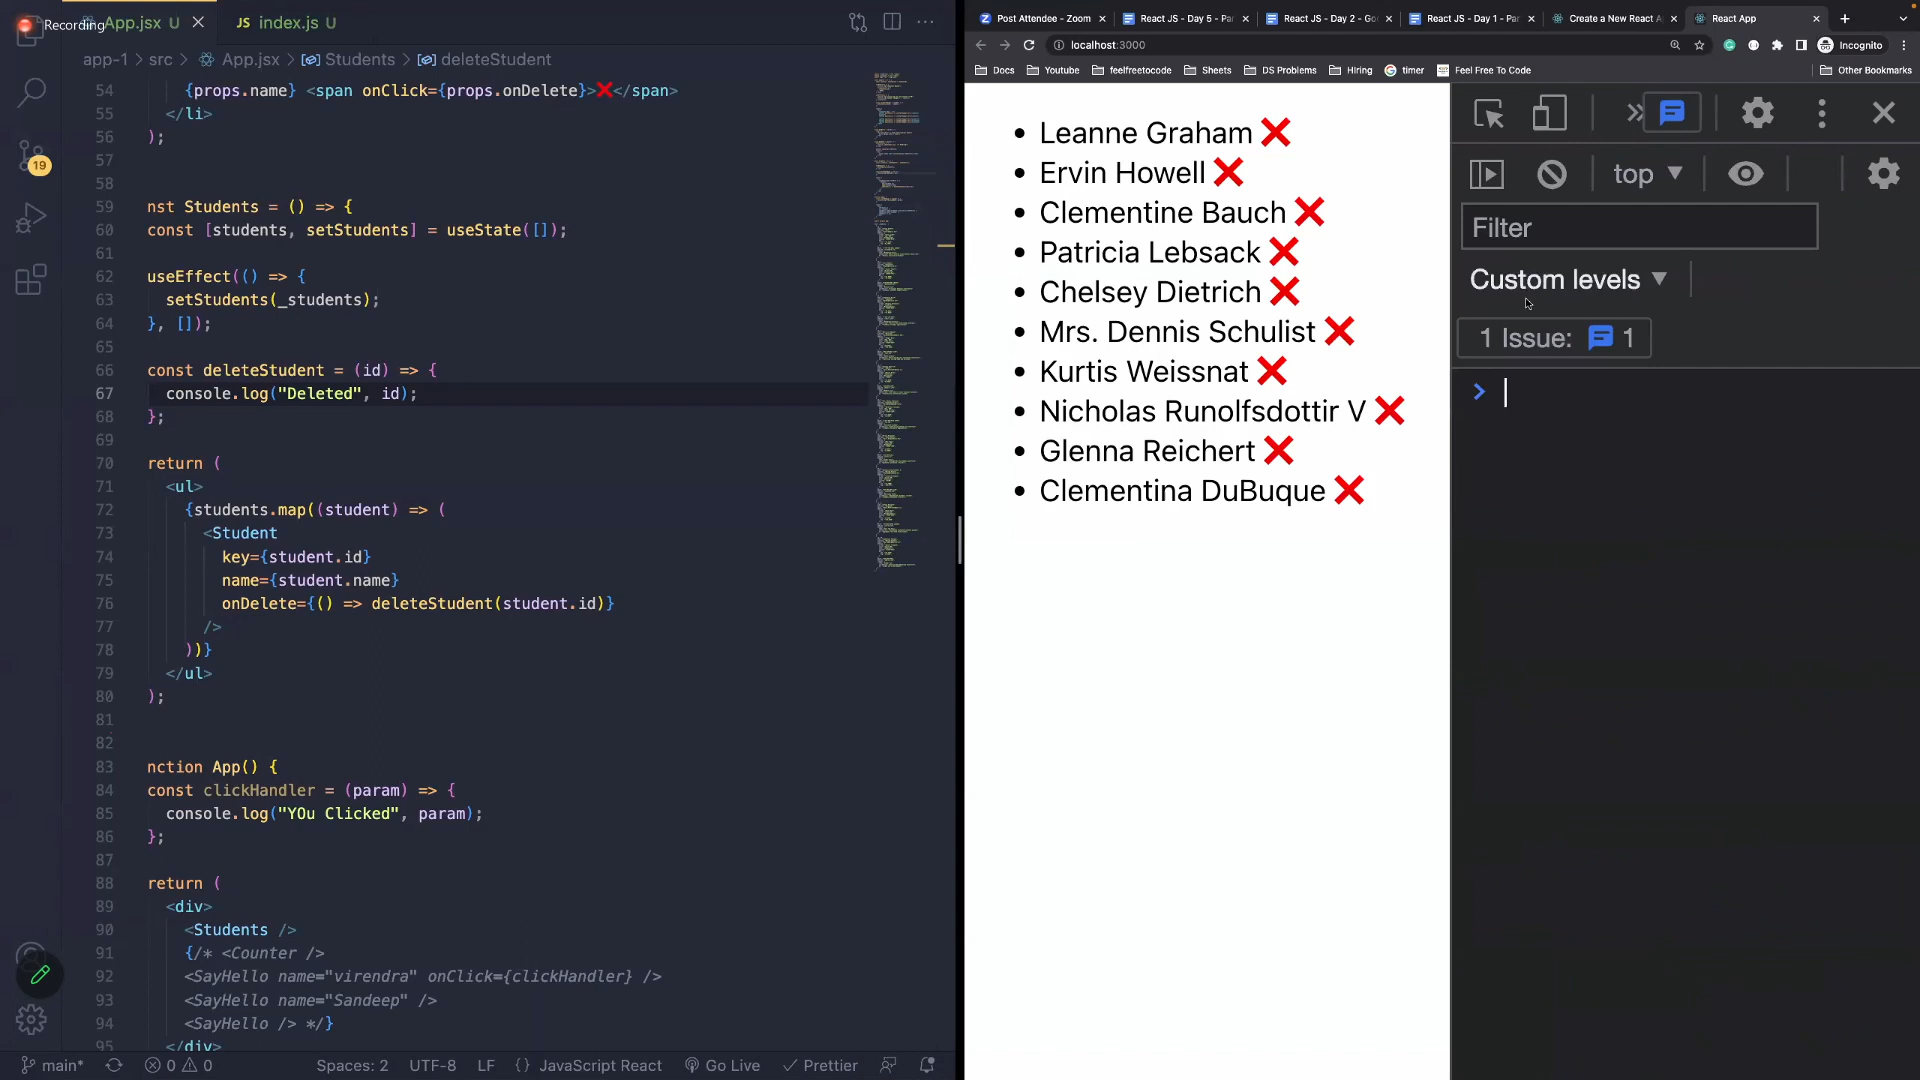 Recording
App.jsx U
JS index.js U
app-1 > src > App.jsx > Students > deleteStudent
54 {props.name} <span onClick={props.onDelete}>❌</span>
55 </li>
56 );
57
58
59 nst Students = () => {
60 const [students, setStudents] = useState([]);
61
62 useEffect(() => {
63 setStudents(_students);
64 }, []);
65
66 const deleteStudent = (id) => {
67 console.log("Deleted", id);
68 };
69
70 return (
71 <ul>
72 {students.map((student) => (
73 <Student
74 key={student.id}
75 name={student.name}
76 onDelete={() => deleteStudent(student.id)}
77 />
78 ))}
79 </ul>
80 );
81
82
83 nction App() {
84 const clickHandler = (param) => {
85 console.log("YOu Clicked", param);
86 };
87
88 return (
89 <div>
90 <Students />
91 {/* <Counter />
92 <SayHello name="virendra" onClick={clickHandler} />
93 <SayHello name="Sandeep" />
94 <SayHello /> */}
95 </div>
19
main* 0 0 Spaces: 2 UTF-8 LF {} JavaScript React Go Live Prettier
Post Attendee - Zoom
React JS - Day 5 - Par
React JS - Day 2 - Go
React JS - Day 1 - Par
Create a New React A
React App
localhost:3000
Incognito
Docs Youtube feelfreetocode Sheets DS Problems Hiring timer Feel Free To Code Other Bookmarks
Leanne Graham ❌
Ervin Howell ❌
Clementine Bauch ❌
Patricia Lebsack ❌
Chelsey Dietrich ❌
Mrs. Dennis Schulist ❌
Kurtis Weissnat ❌
Nicholas Runolfsdottir V ❌
Glenna Reichert ❌
Clementina DuBuque ❌
top
Filter
Custom levels
1 Issue: 1